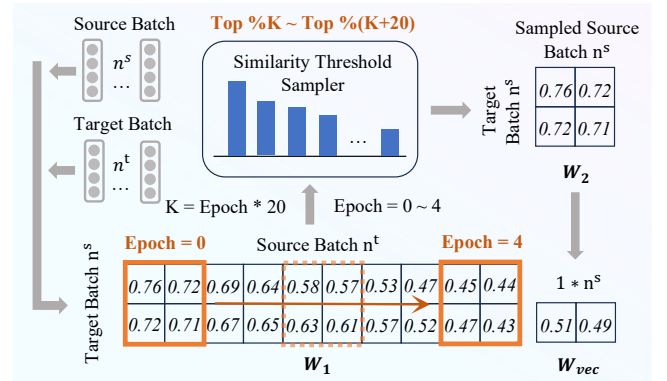 Source Batch
n^s
...
Target Batch
n^t
...
Top %K ~ Top %(K+20)
Similarity Threshold
Sampler
...
K = Epoch * 20
Epoch = 0 ~ 4
Sampled Source
Batch n^s
Target
Batch n^s
0.76 0.72
0.72 0.71
W_2
Epoch = 0
Source Batch n^t
Epoch = 4
Target Batch n^s
0.76 0.72 0.69 0.64 0.58 0.57 0.53 0.47 0.45 0.44
0.72 0.71 0.67 0.65 0.63 0.61 0.57 0.52 0.47 0.43
W_1
1 * n^s
0.51 0.49
W_vec